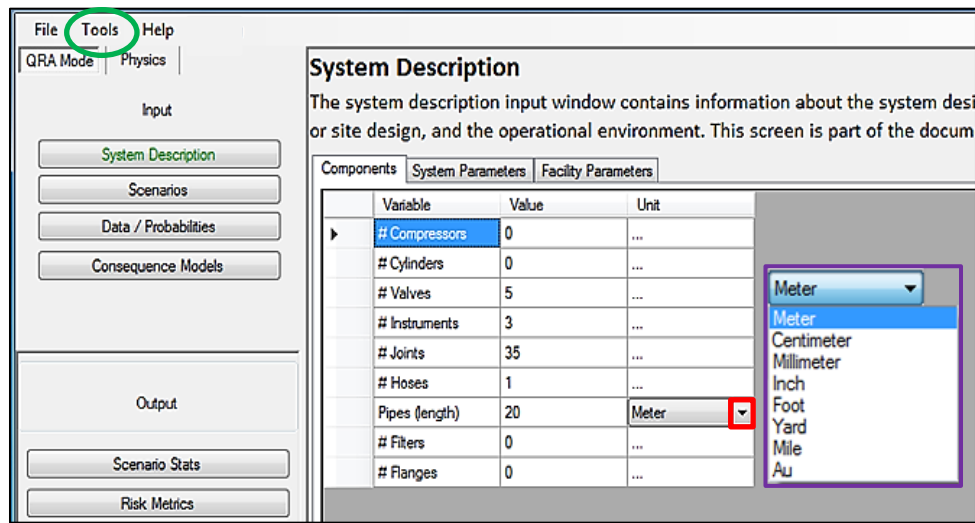 File Tools Help
QRA Mode Physics
Input
System Description
Scenarios
Data / Probabilities
Consequence Models
Output
Scenario Stats
Risk Metrics
System Description
The system description input window contains information about the system desi
or site design, and the operational environment. This screen is part of the docum
Components System Parameters Facility Parameters
Variable Value Unit
# Compressors 0 ...
# Cylinders 0 ...
# Valves 5 ...
# Instruments 3 ...
# Joints 35 ...
# Hoses 1 ...
Pipes (length) 20 Meter
# Filters 0 ...
# Flanges 0 ...
Meter
Meter
Centimeter
Millimeter
Inch
Foot
Yard
Mile
Au